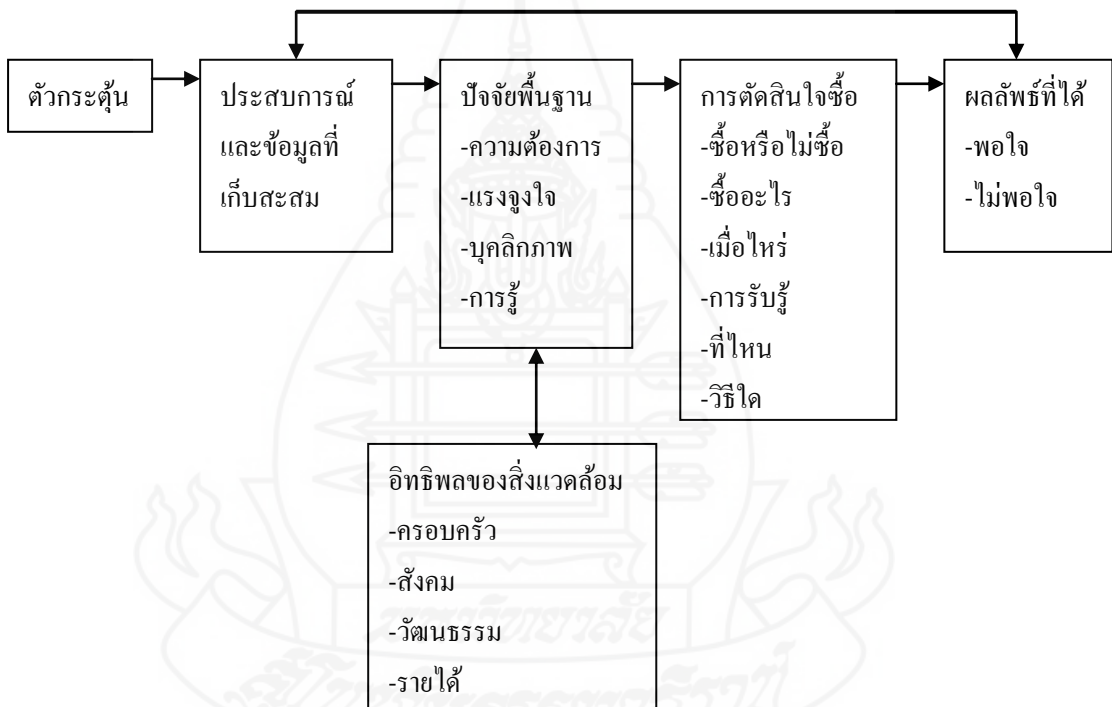 ตัวกระตุ้น
ประสบการณ์
และข้อมูลที่
เก็บสะสม
ปัจจัยพื้นฐาน
-ความต้องการ
-แรงจูงใจ
-บุคลิกภาพ
-การรู้
การตัดสินใจซื้อ
-ซื้อหรือไม่ซื้อ
-ซื้ออะไร
-เมื่อไหร่
-การรับรู้
-ที่ไหน
-วิธีใด
ผลลัพธ์ที่ได้
-พอใจ
-ไม่พอใจ
อิทธิพลของสิ่งแวดล้อม
-ครอบครัว
-สังคม
-วัฒนธรรม
-รายได้